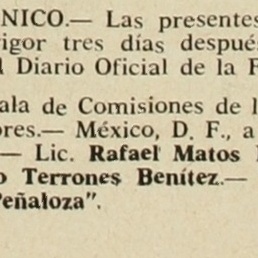 NICO.— Las presentes
igor tres días despué
l Diario Oficial de la F
ala de Comisiones de l
ores.— México, D. F., a
— Lic. Rafael Matos
o Terrones Benítez.—
Peñaloza".